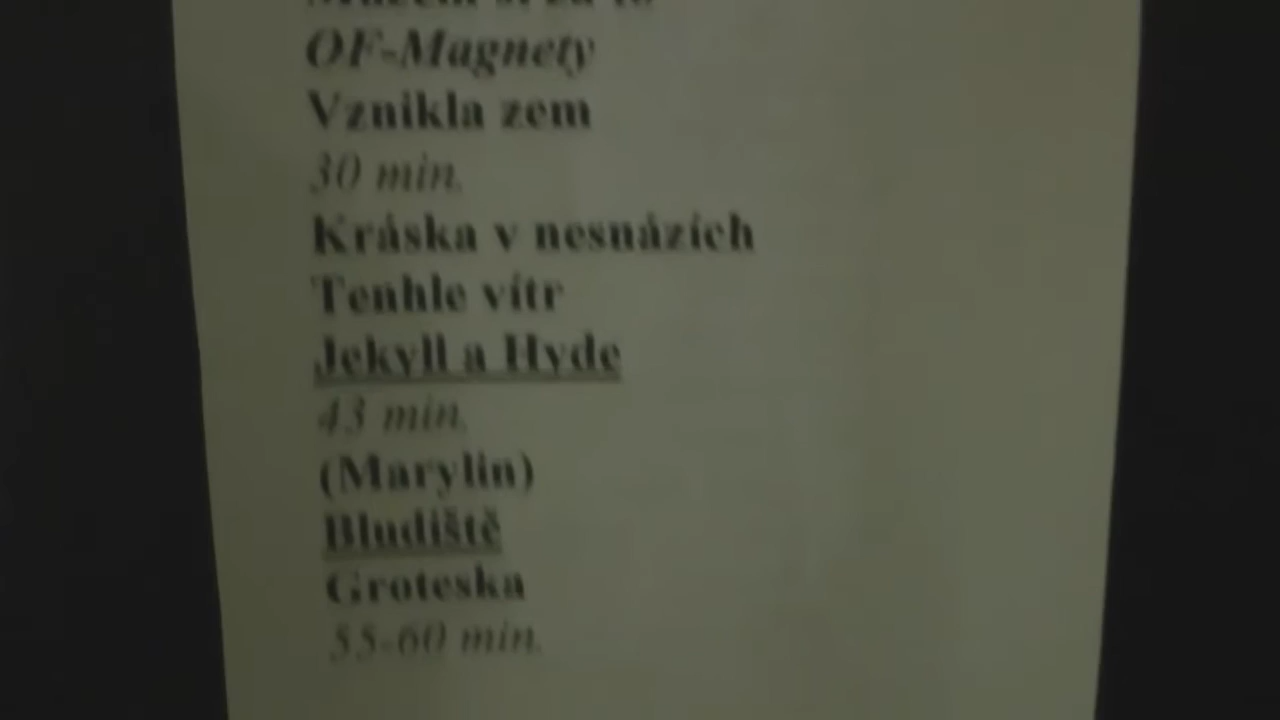 OF-Magnety
Vznikla zem
30 min.
Kráska v nesnázích
Tenhle vítr
Jekyll a Hyde
43 min.
(Marylin)
Bludiště
Groteska
55-60 min.